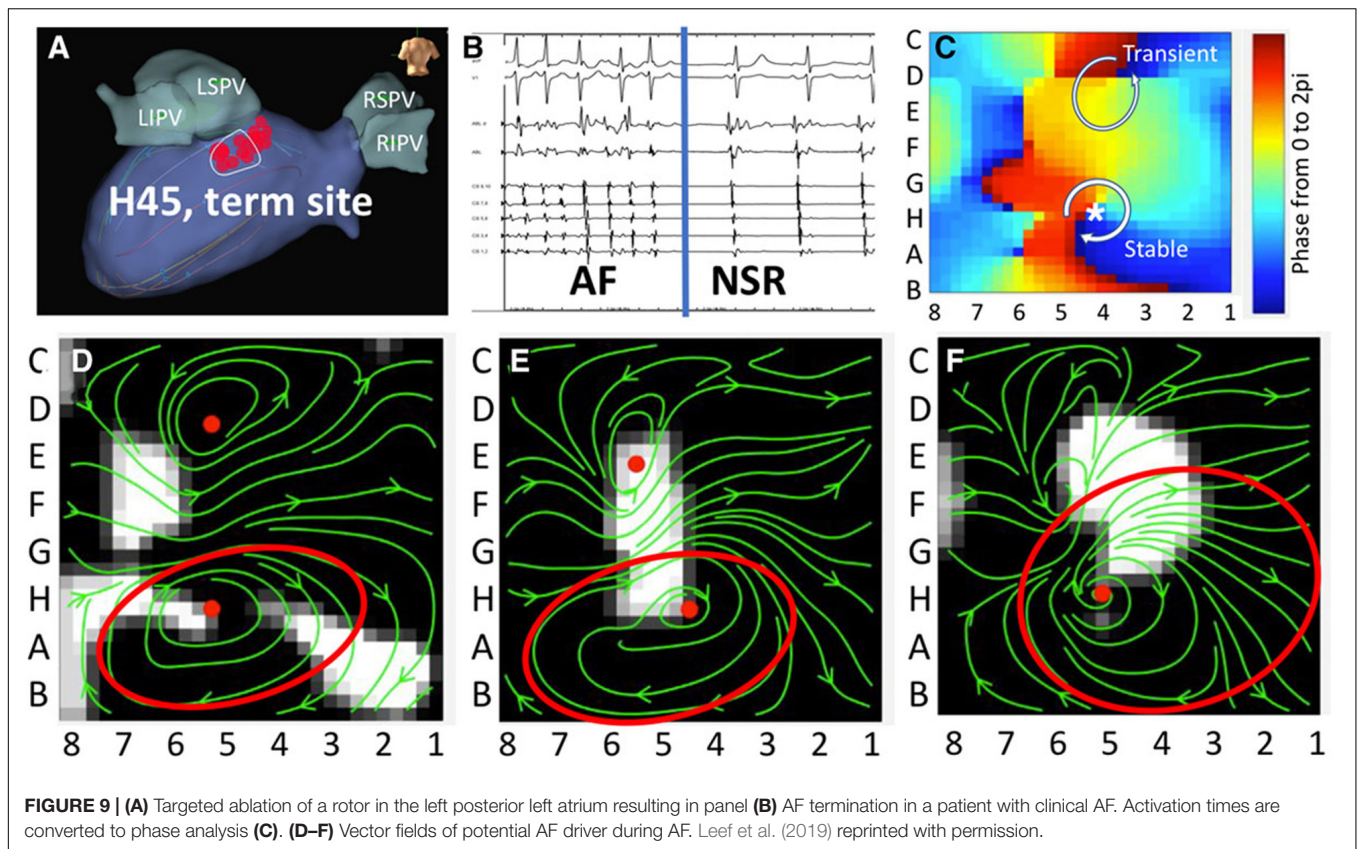 A
LSPV
LIPV
RSPV
RIPV
H45, term site
B
V1
AF
NSR
C
C
D
E
F
G
H
A
B
8 7 6 5 4 3 2 1
Transient
*
Stable
Phase from 0 to 2pi
D
C
D
E
F
G
H
A
B
8 7 6 5 4 3 2 1
E
C
D
E
F
G
H
A
B
8 7 6 5 4 3 2 1
F
C
D
E
F
G
H
A
B
8 7 6 5 4 3 2 1
FIGURE 9 | (A) Targeted ablation of a rotor in the left posterior left atrium resulting in panel (B) AF termination in a patient with clinical AF. Activation times are
converted to phase analysis (C). (D–F) Vector fields of potential AF driver during AF. Leef et al. (2019) reprinted with permission.